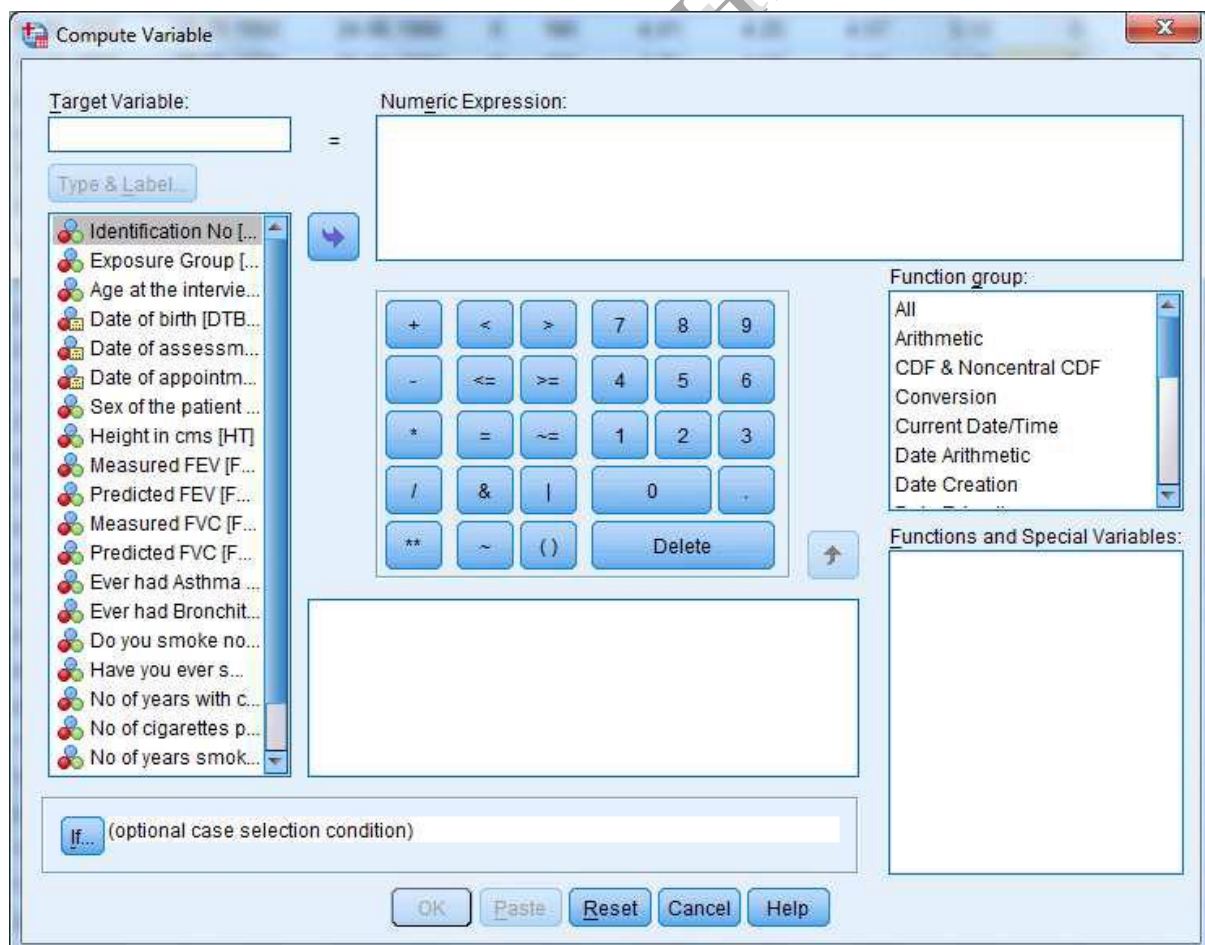 Compute Variable
X
Target Variable:
Numeric Expression:
=
Type & Label...
Identification No [...
Exposure Group [...
Age at the intervie...
Date of birth [DTB...
Date of assessm...
Date of appointm...
Sex of the patient ...
Height in cms [HT]
Measured FEV [F...
Predicted FEV [F...
Measured FVC [F...
Predicted FVC [F...
Ever had Asthma ...
Ever had Bronchit...
Do you smoke no...
Have you ever s...
No of years with c...
No of cigarettes p...
No of years smok...
+ < > 7 8 9
- <= >= 4 5 6
* = ~= 1 2 3
/ & | 0 .
** ~ ( ) Delete
Function group:
All
Arithmetic
CDF & Noncentral CDF
Conversion
Current Date/Time
Date Arithmetic
Date Creation
Functions and Special Variables:
If... (optional case selection condition)
OK Paste Reset Cancel Help